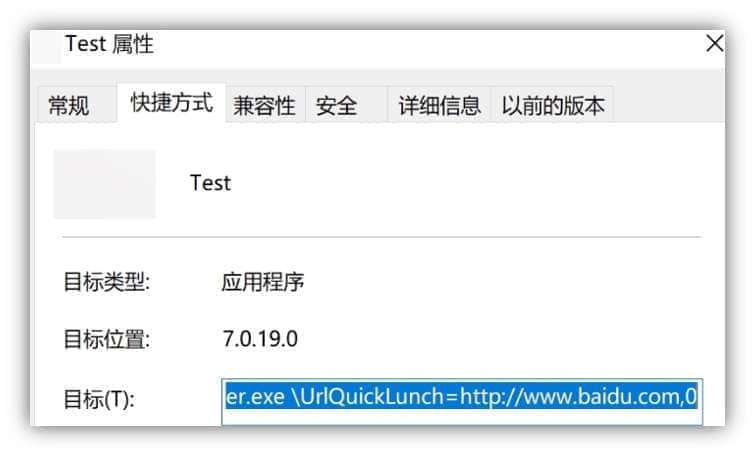 Test 属性
常规 快捷方式 兼容性 安全 详细信息 以前的版本
Test
目标类型: 应用程序
目标位置: 7.0.19.0
目标(T): er.exe \UrlQuickLunch=http://www.baidu.com,0